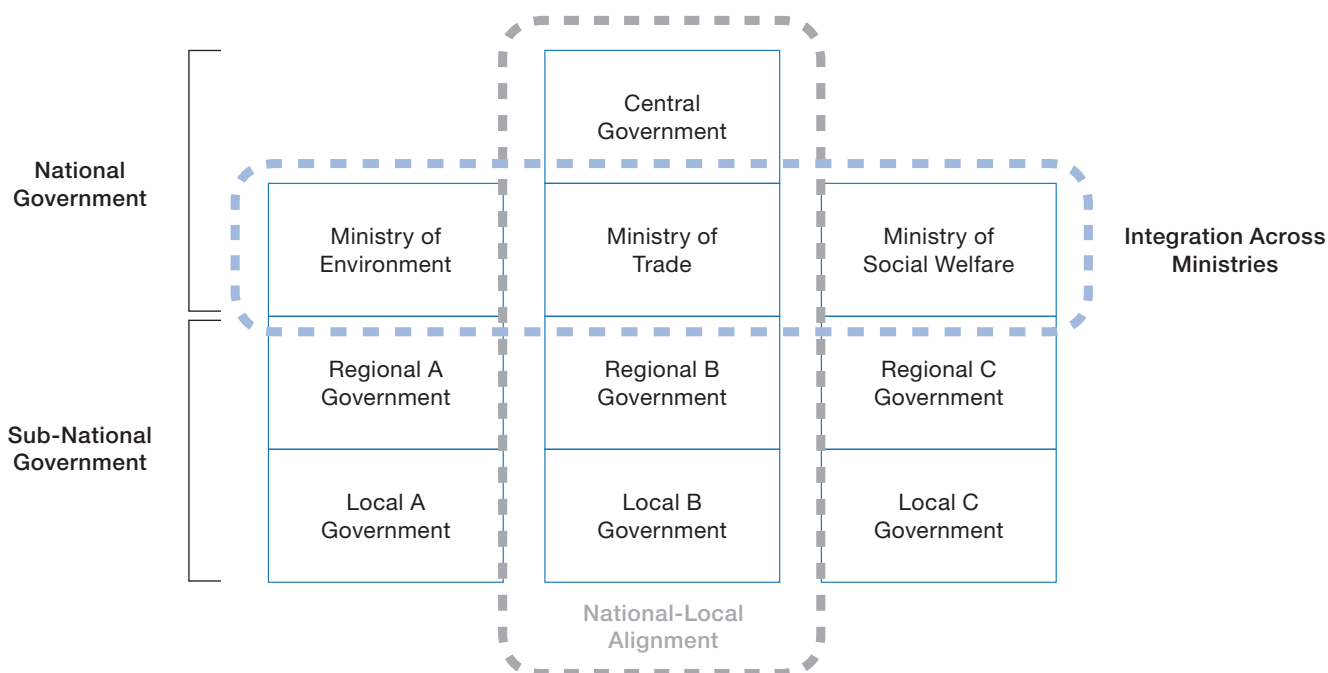 Central
Government
National
Government
Ministry of
Environment
Ministry of
Trade
Ministry of
Social Welfare
Integration Across
Ministries
Regional A
Government
Regional B
Government
Regional C
Government
Sub-National
Government
Local A
Government
Local B
Government
Local C
Government
National-Local
Alignment